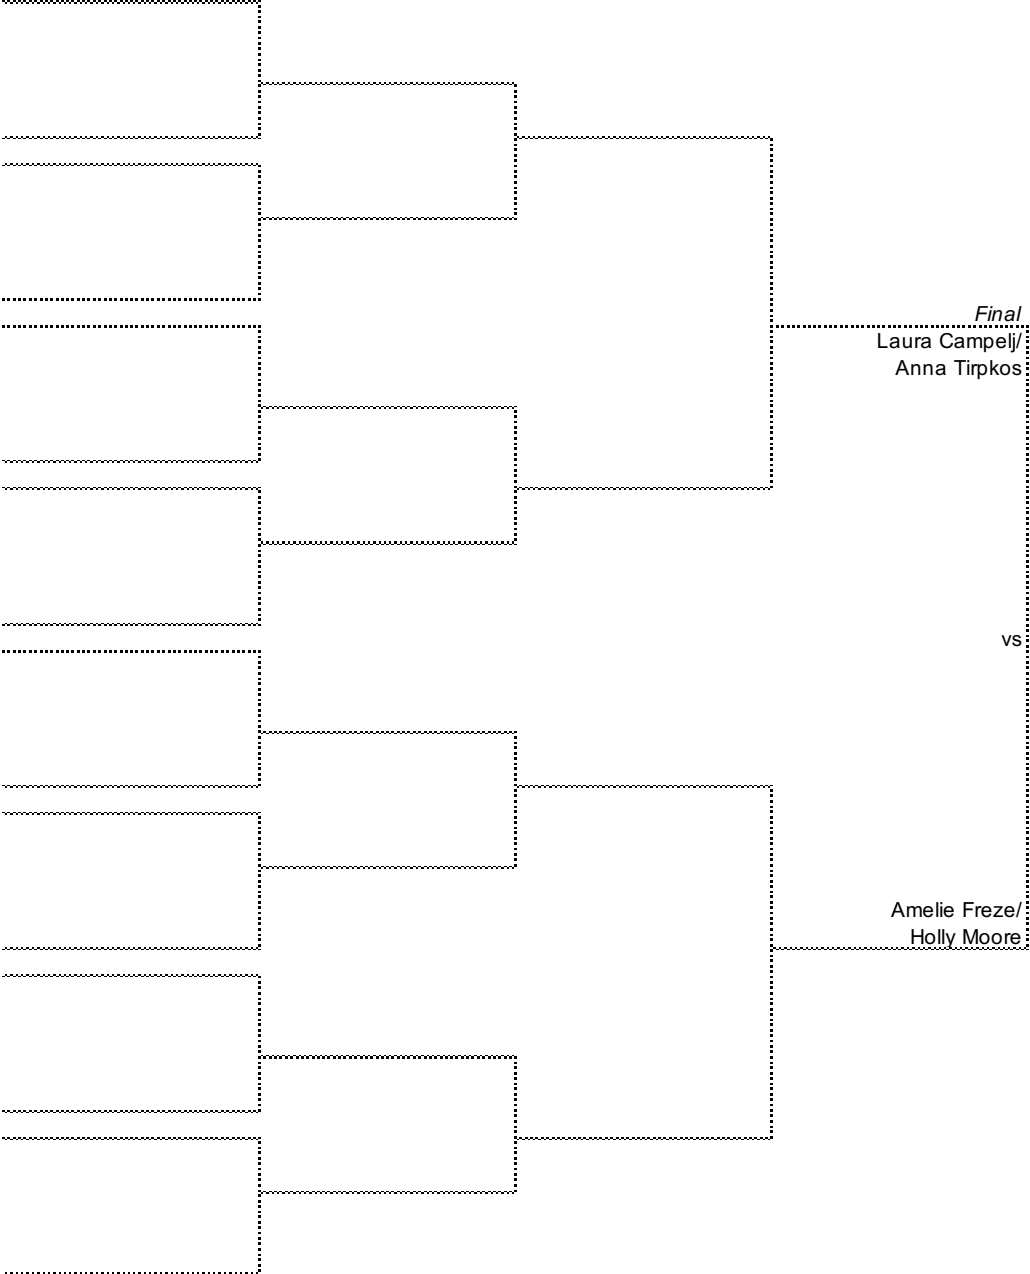 Final
Laura Campelj/
Anna Tirpkos
vs
Amelie Freze/
Holly Moore